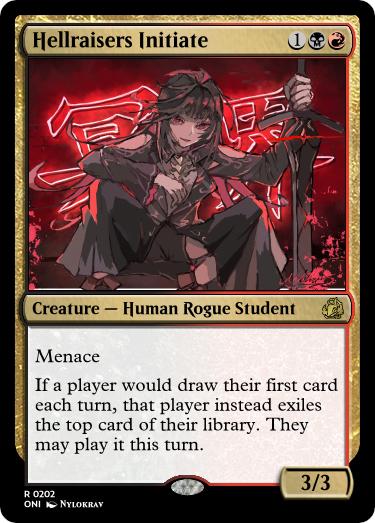 Hellraisers Initiate 1
Creature — Human Rogue Student
Menace
If a player would draw their first card
each turn, that player instead exiles
the top card of their library. They
may play it this turn.
3/3
R 0202
ONI Nylokrav